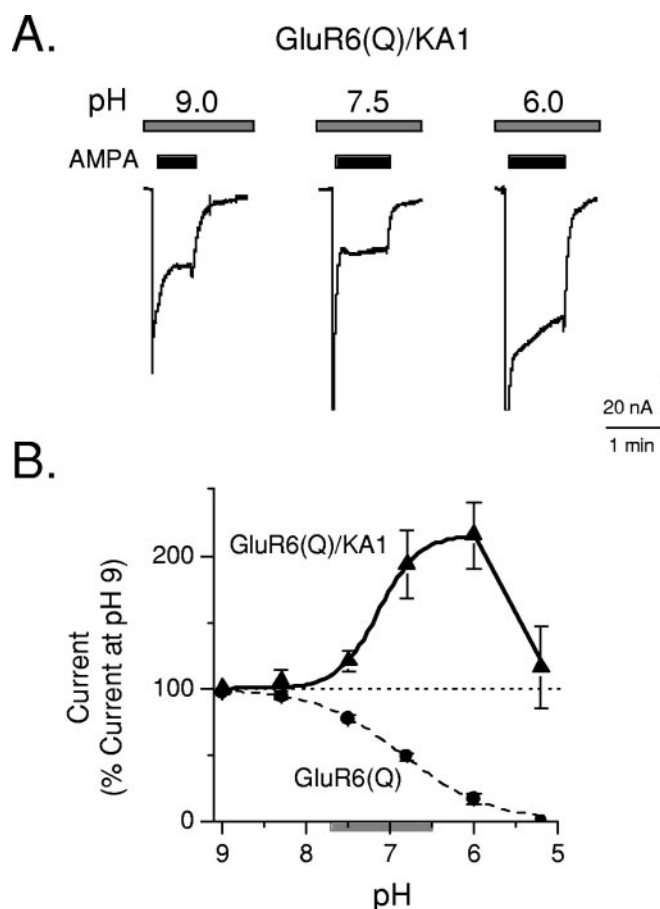 A.
GluR6(Q)/KA1
pH 9.0 7.5 6.0
AMPA
20 nA
1 min
B.
GluR6(Q)/KA1
200
100
GluR6(Q)
0
Current
(% Current at pH 9)
9 8 7 6 5
pH